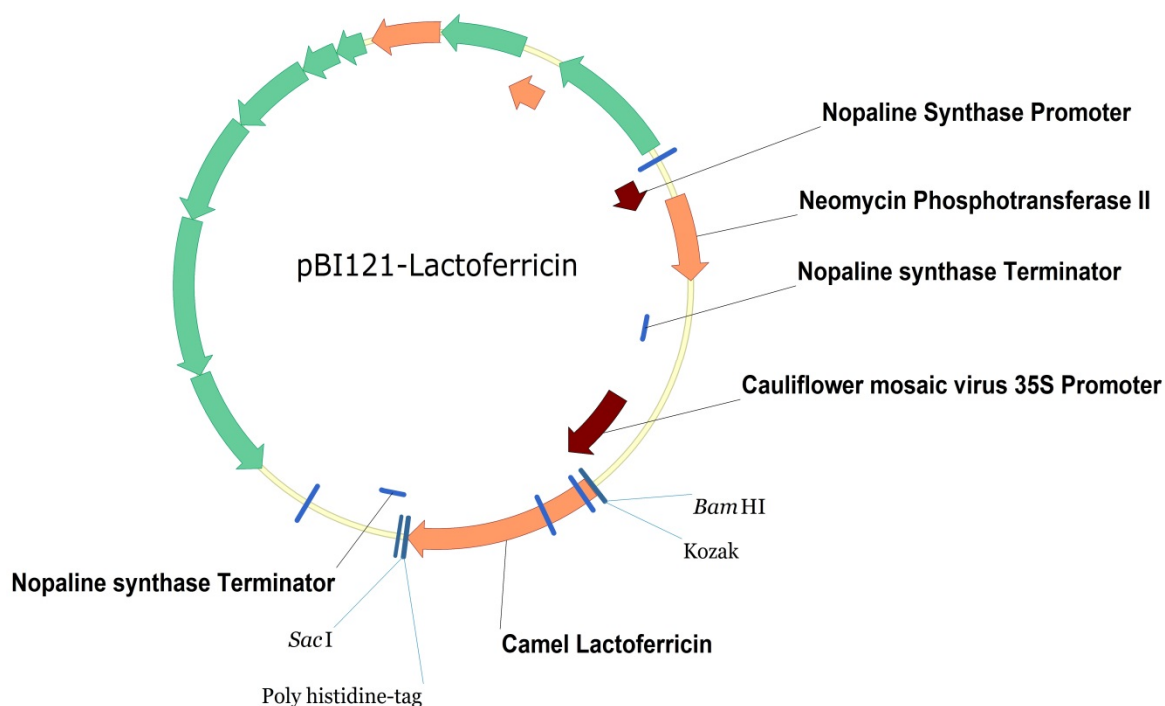 Nopaline Synthase Promoter
Neomycin Phosphotransferase II
pBI121-Lactoferricin
Nopaline synthase Terminator
Cauliflower mosaic virus 35S Promoter
BamHI
Kozak
Nopaline synthase Terminator
SacI
Camel Lactoferricin
Poly histidine-tag